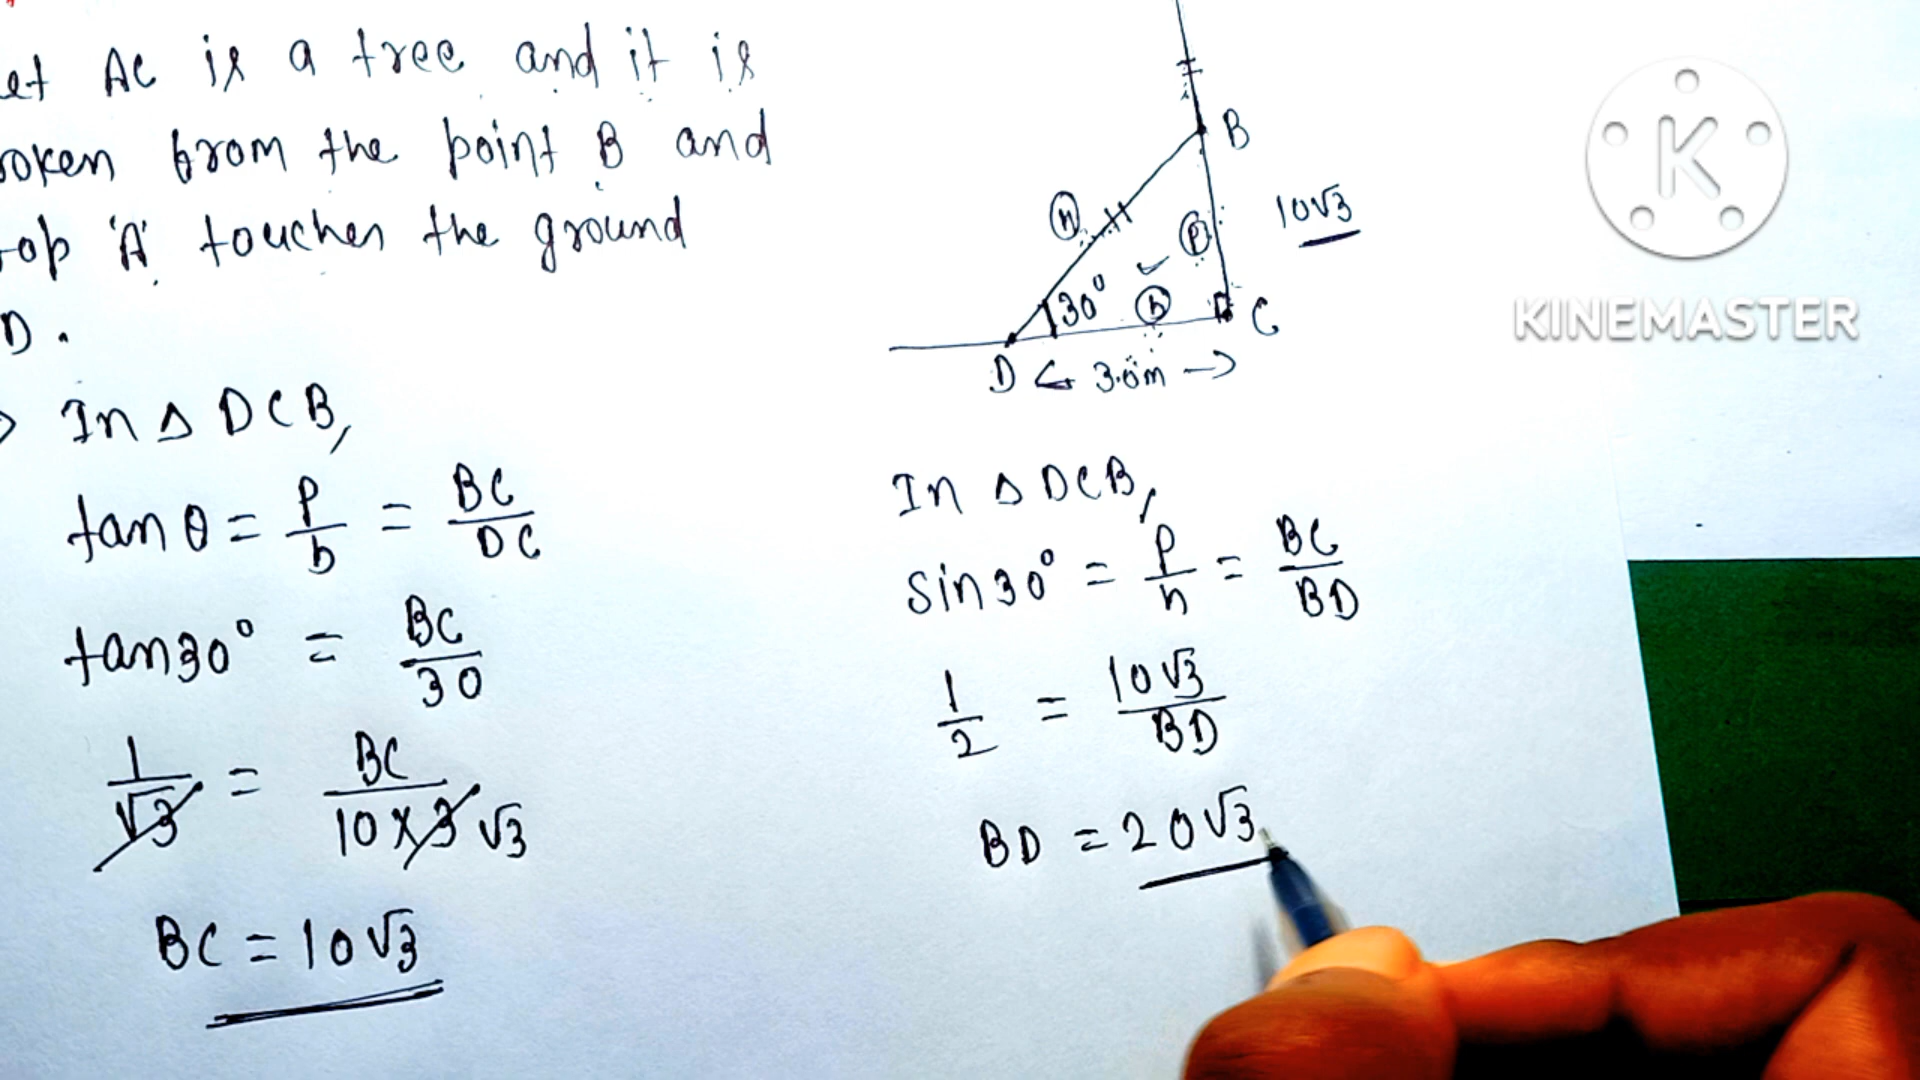 et AC is a tree and it is
roken from the point B and
top 'A' touches the ground
D.
In Δ DCB,
tan θ = p/b = BC/DC
tan30° = BC/30
1/√3 = BC/10×3 √3
BC = 10√3
B
h
p
10√3
30°
b
C
D ← 30m →
In Δ DCB,
sin30° = p/h = BC/BD
1/2 = 10√3/BD
BD = 20√3
K
KINEMASTER